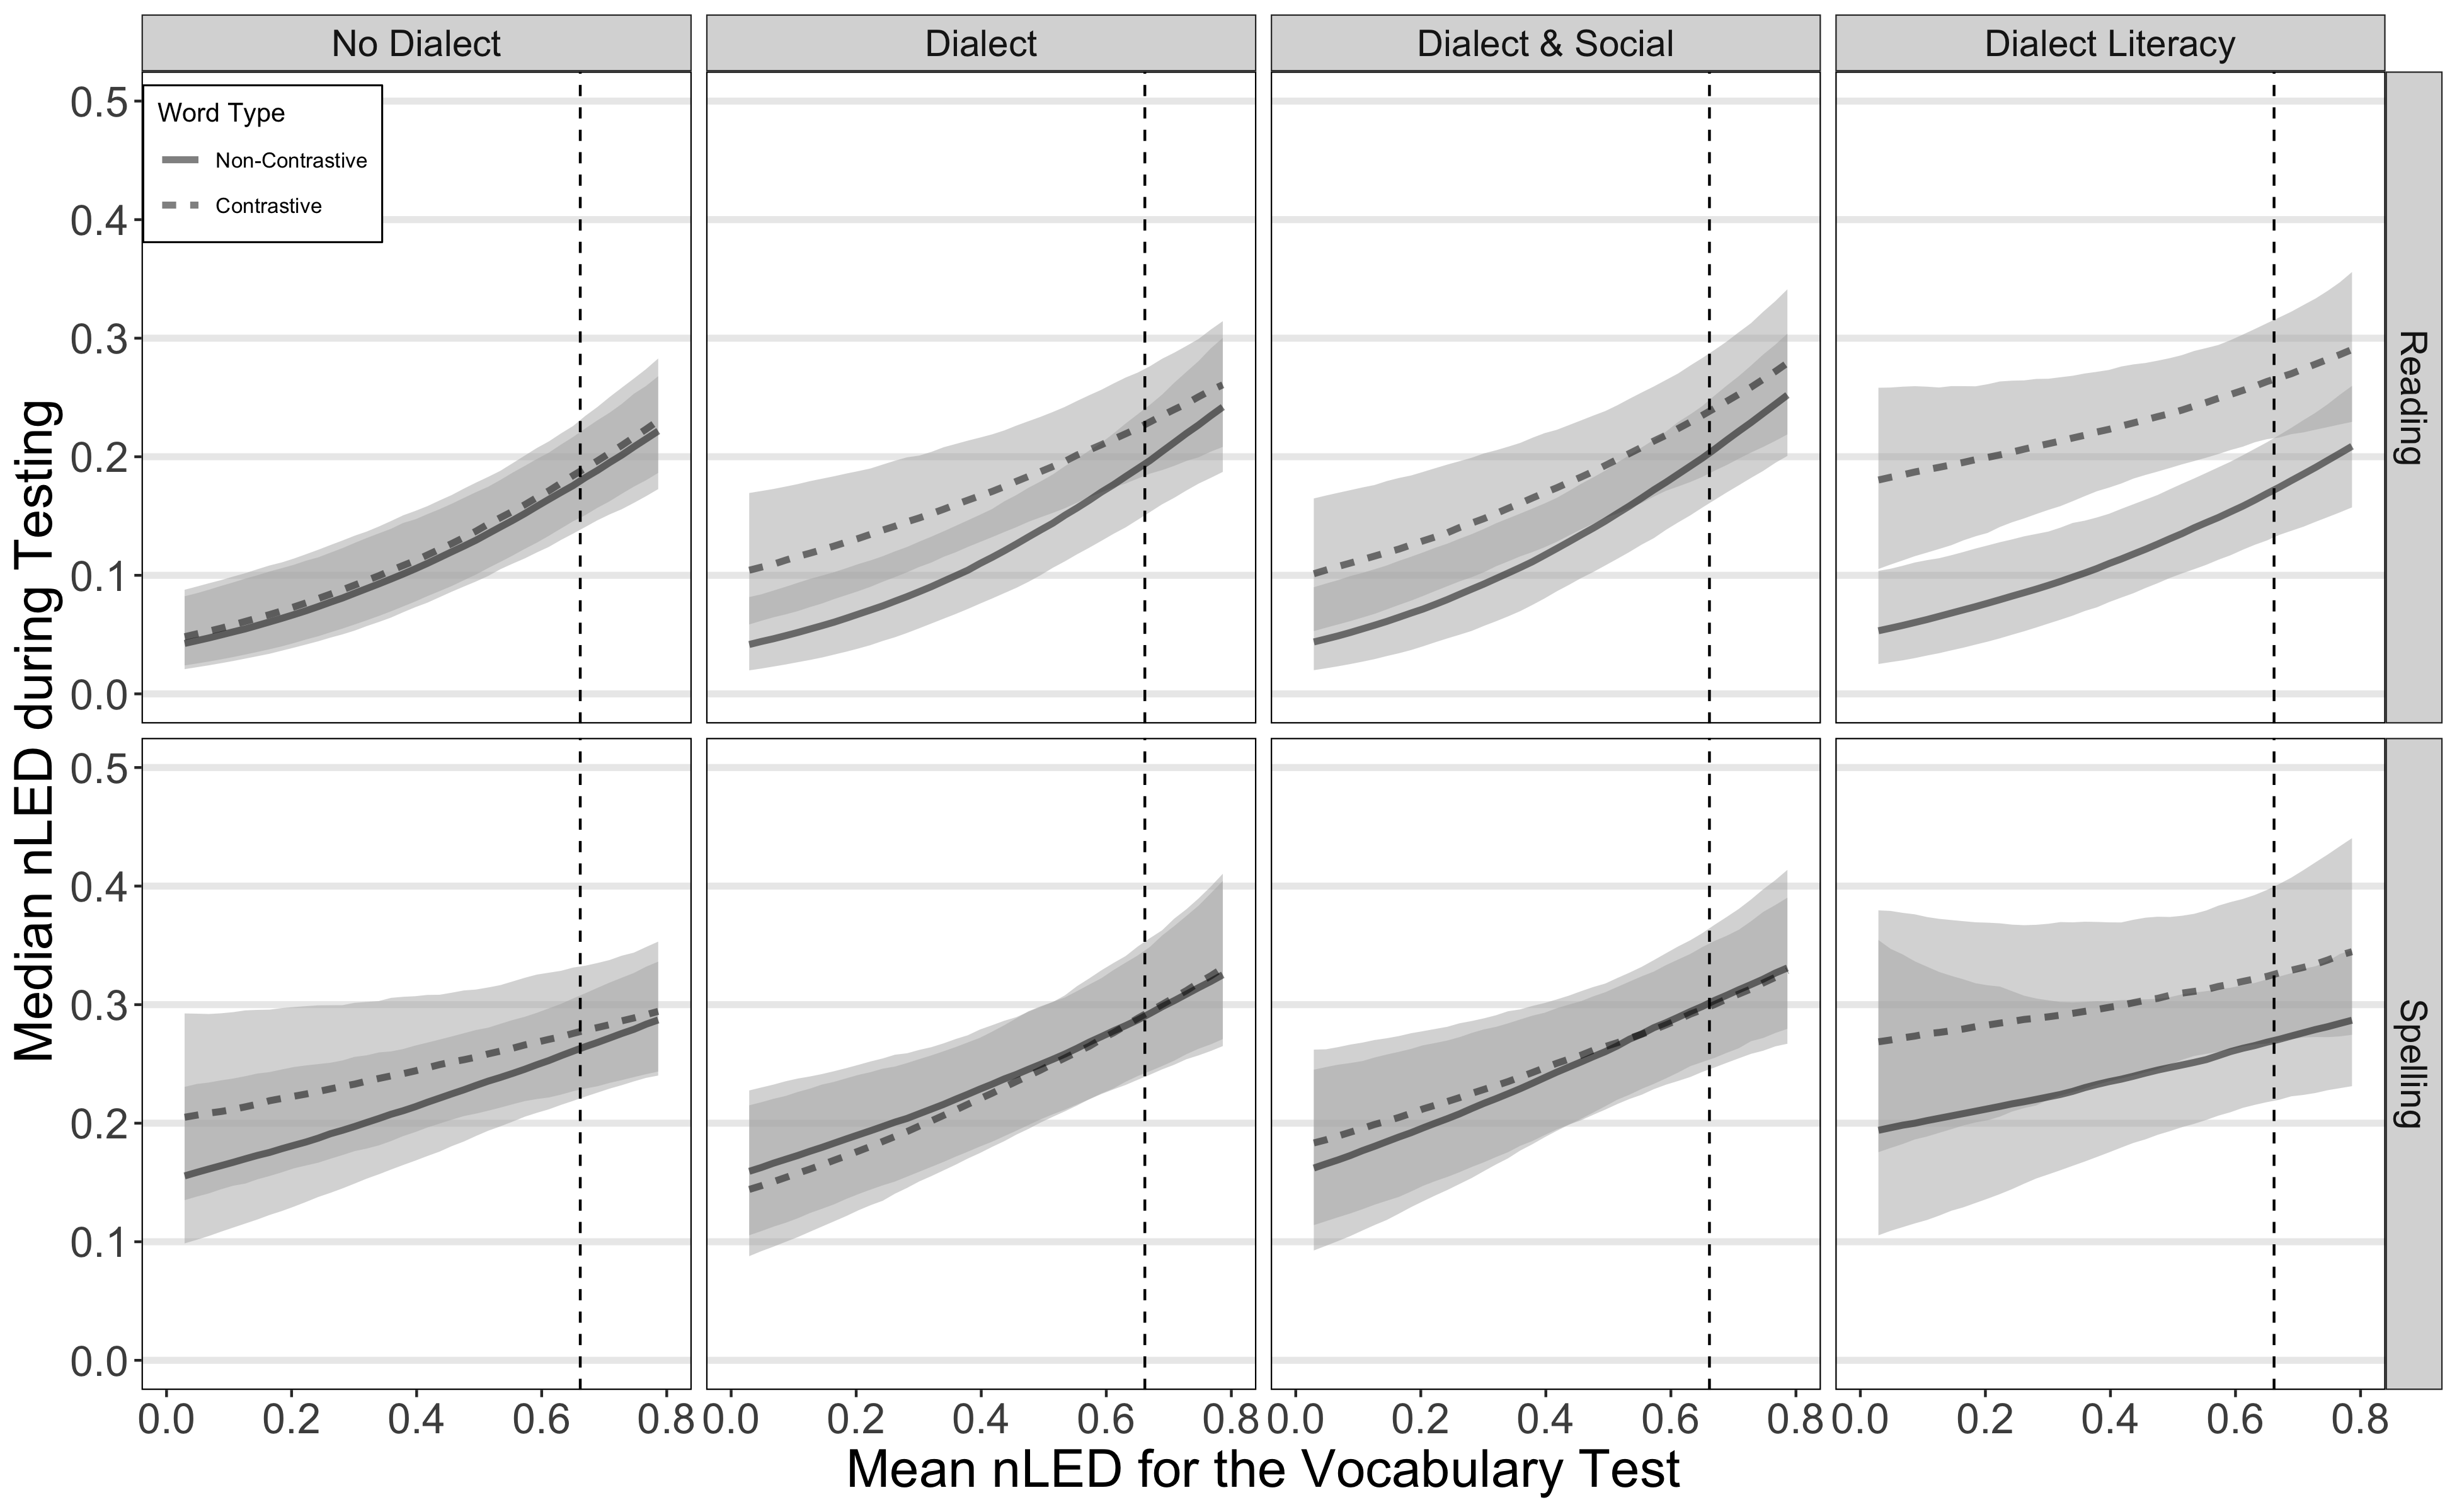 No Dialect Dialect Dialect & Social Dialect Literacy
Word Type
Non-Contrastive
Contrastive
0.5
0.4
0.3
0.2
0.1
0.0
Reading
Median nLED during Testing
0.5
0.4
0.3
0.2
0.1
0.0
Spelling
0.0 0.2 0.4 0.6 0.8 0.0 0.2 0.4 0.6 0.8 0.0 0.2 0.4 0.6 0.8 0.0 0.2 0.4 0.6 0.8
Mean nLED for the Vocabulary Test